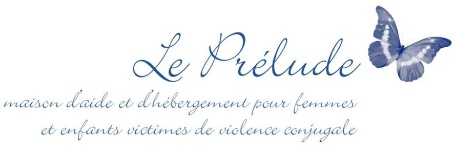 Le Prélude
maison d'aide et d'hébergement pour femmes
et enfants victimes de violence conjugale